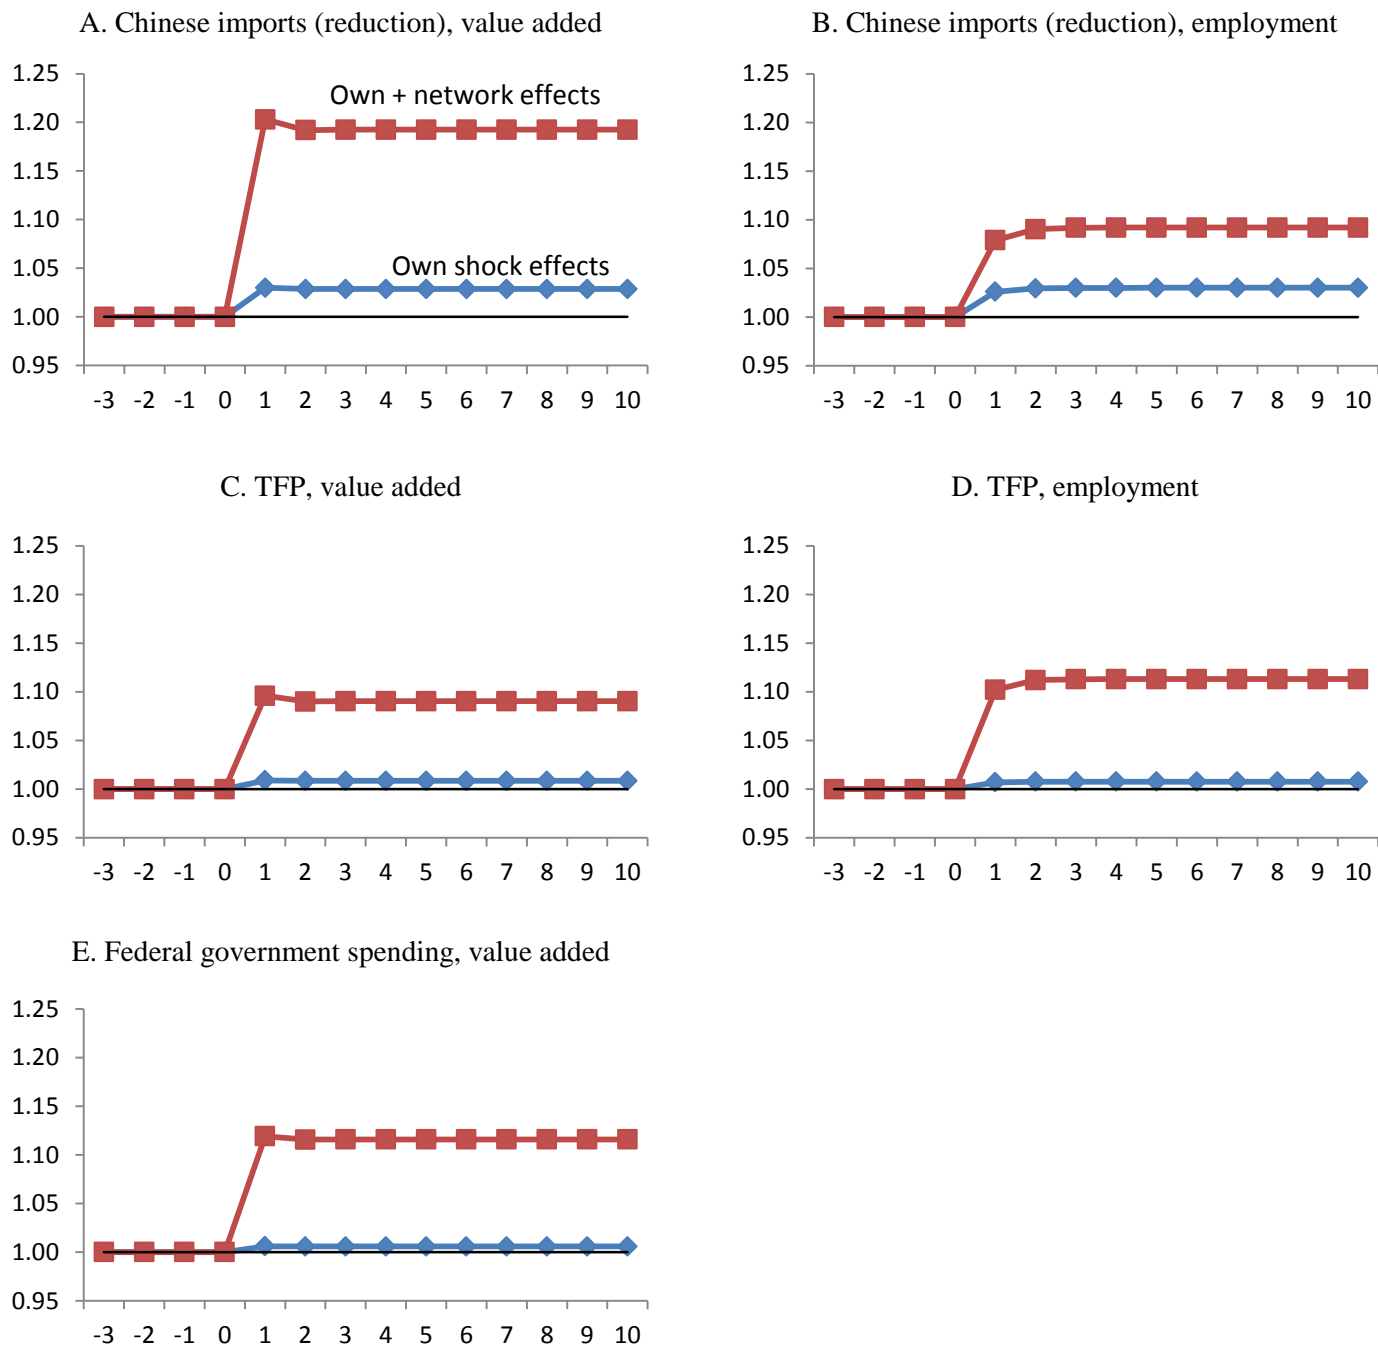 A. Chinese imports (reduction), value added
1.25
1.20
1.15
1.10
1.05
1.00
0.95
Own + network effects
Own shock effects
-3 -2 -1 0 1 2 3 4 5 6 7 8 9 10
B. Chinese imports (reduction), employment
1.25
1.20
1.15
1.10
1.05
1.00
0.95
-3 -2 -1 0 1 2 3 4 5 6 7 8 9 10
C. TFP, value added
1.25
1.20
1.15
1.10
1.05
1.00
0.95
-3 -2 -1 0 1 2 3 4 5 6 7 8 9 10
D. TFP, employment
1.25
1.20
1.15
1.10
1.05
1.00
0.95
-3 -2 -1 0 1 2 3 4 5 6 7 8 9 10
E. Federal government spending, value added
1.25
1.20
1.15
1.10
1.05
1.00
0.95
-3 -2 -1 0 1 2 3 4 5 6 7 8 9 10